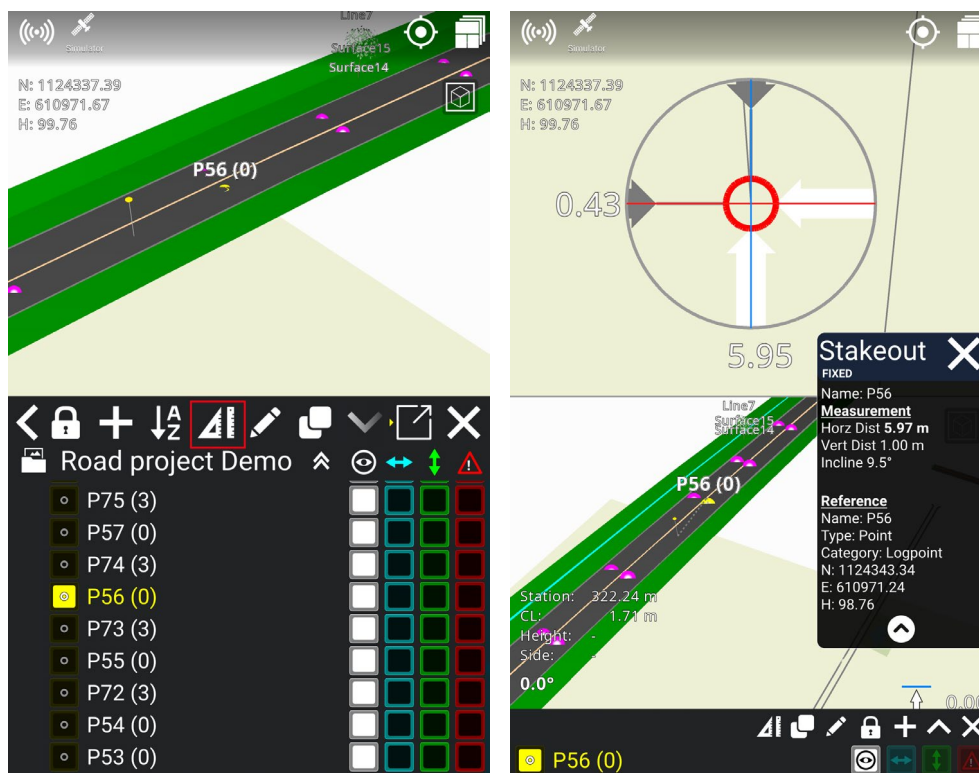 Line7
Simulator
Surface15
Surface14
N: 1124337.39
E: 610971.67
H: 99.76
P56 (0)
A
Z
Road project Demo
P75 (3)
P57 (0)
P74 (3)
P56 (0)
P73 (3)
P55 (0)
P72 (3)
P54 (0)
P53 (0)
Simulator
N: 1124337.39
E: 610971.67
H: 99.76
0.43
5.95
Stakeout
FIXED
Name: P56
Measurement
Horz Dist 5.97 m
Vert Dist 1.00 m
Incline 9.5°
Reference
Name: P56
Type: Point
Category: Logpoint
N: 1124343.34
E: 610971.24
H: 98.76
Line7
Surface15
Surface14
P56 (0)
Station: 322.24 m
CL: 1.71 m
Height: -
Side: -
0.0°
P56 (0)